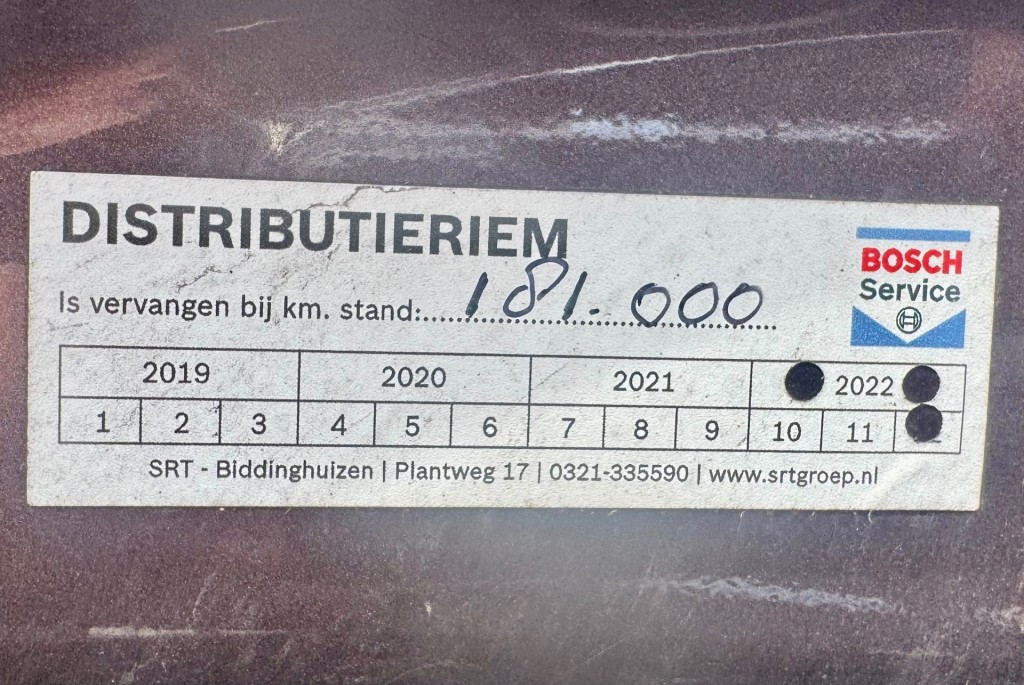 DISTRIBUTIERIEM
Is vervangen bij km. stand:181.000
BOSCH
Service
2019 2020 2021 2022
1 2 3 4 5 6 7 8 9 10 11
SRT - Biddinghuizen | Plantweg 17 | 0321-335590 | www.srtgroep.nl